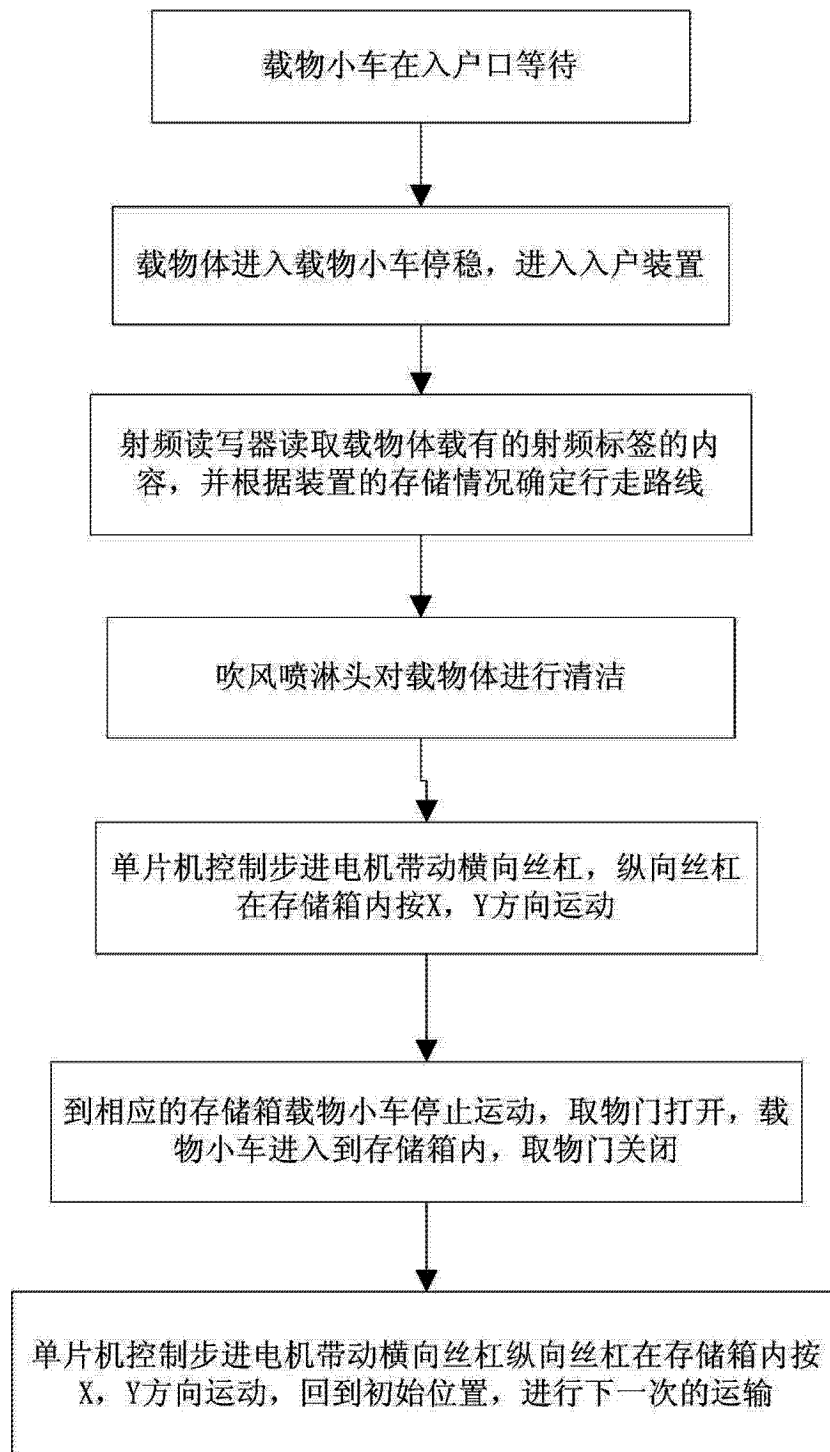 载物小车在入户口等待
载物体进入载物小车停稳，进入入户装置
射频读写器读取载物体载有的射频标签的内
容，并根据装置的存储情况确定行走路线
吹风喷淋头对载物体进行清洁
单片机控制步进电机带动横向丝杠，纵向丝杠
在存储箱内按X，Y方向运动
到相应的存储箱载物小车停止运动，取物门打开，载
物小车进入到存储箱内，取物门关闭
单片机控制步进电机带动横向丝杠纵向丝杠在存储箱内按
X，Y方向运动，回到初始位置，进行下一次的运输